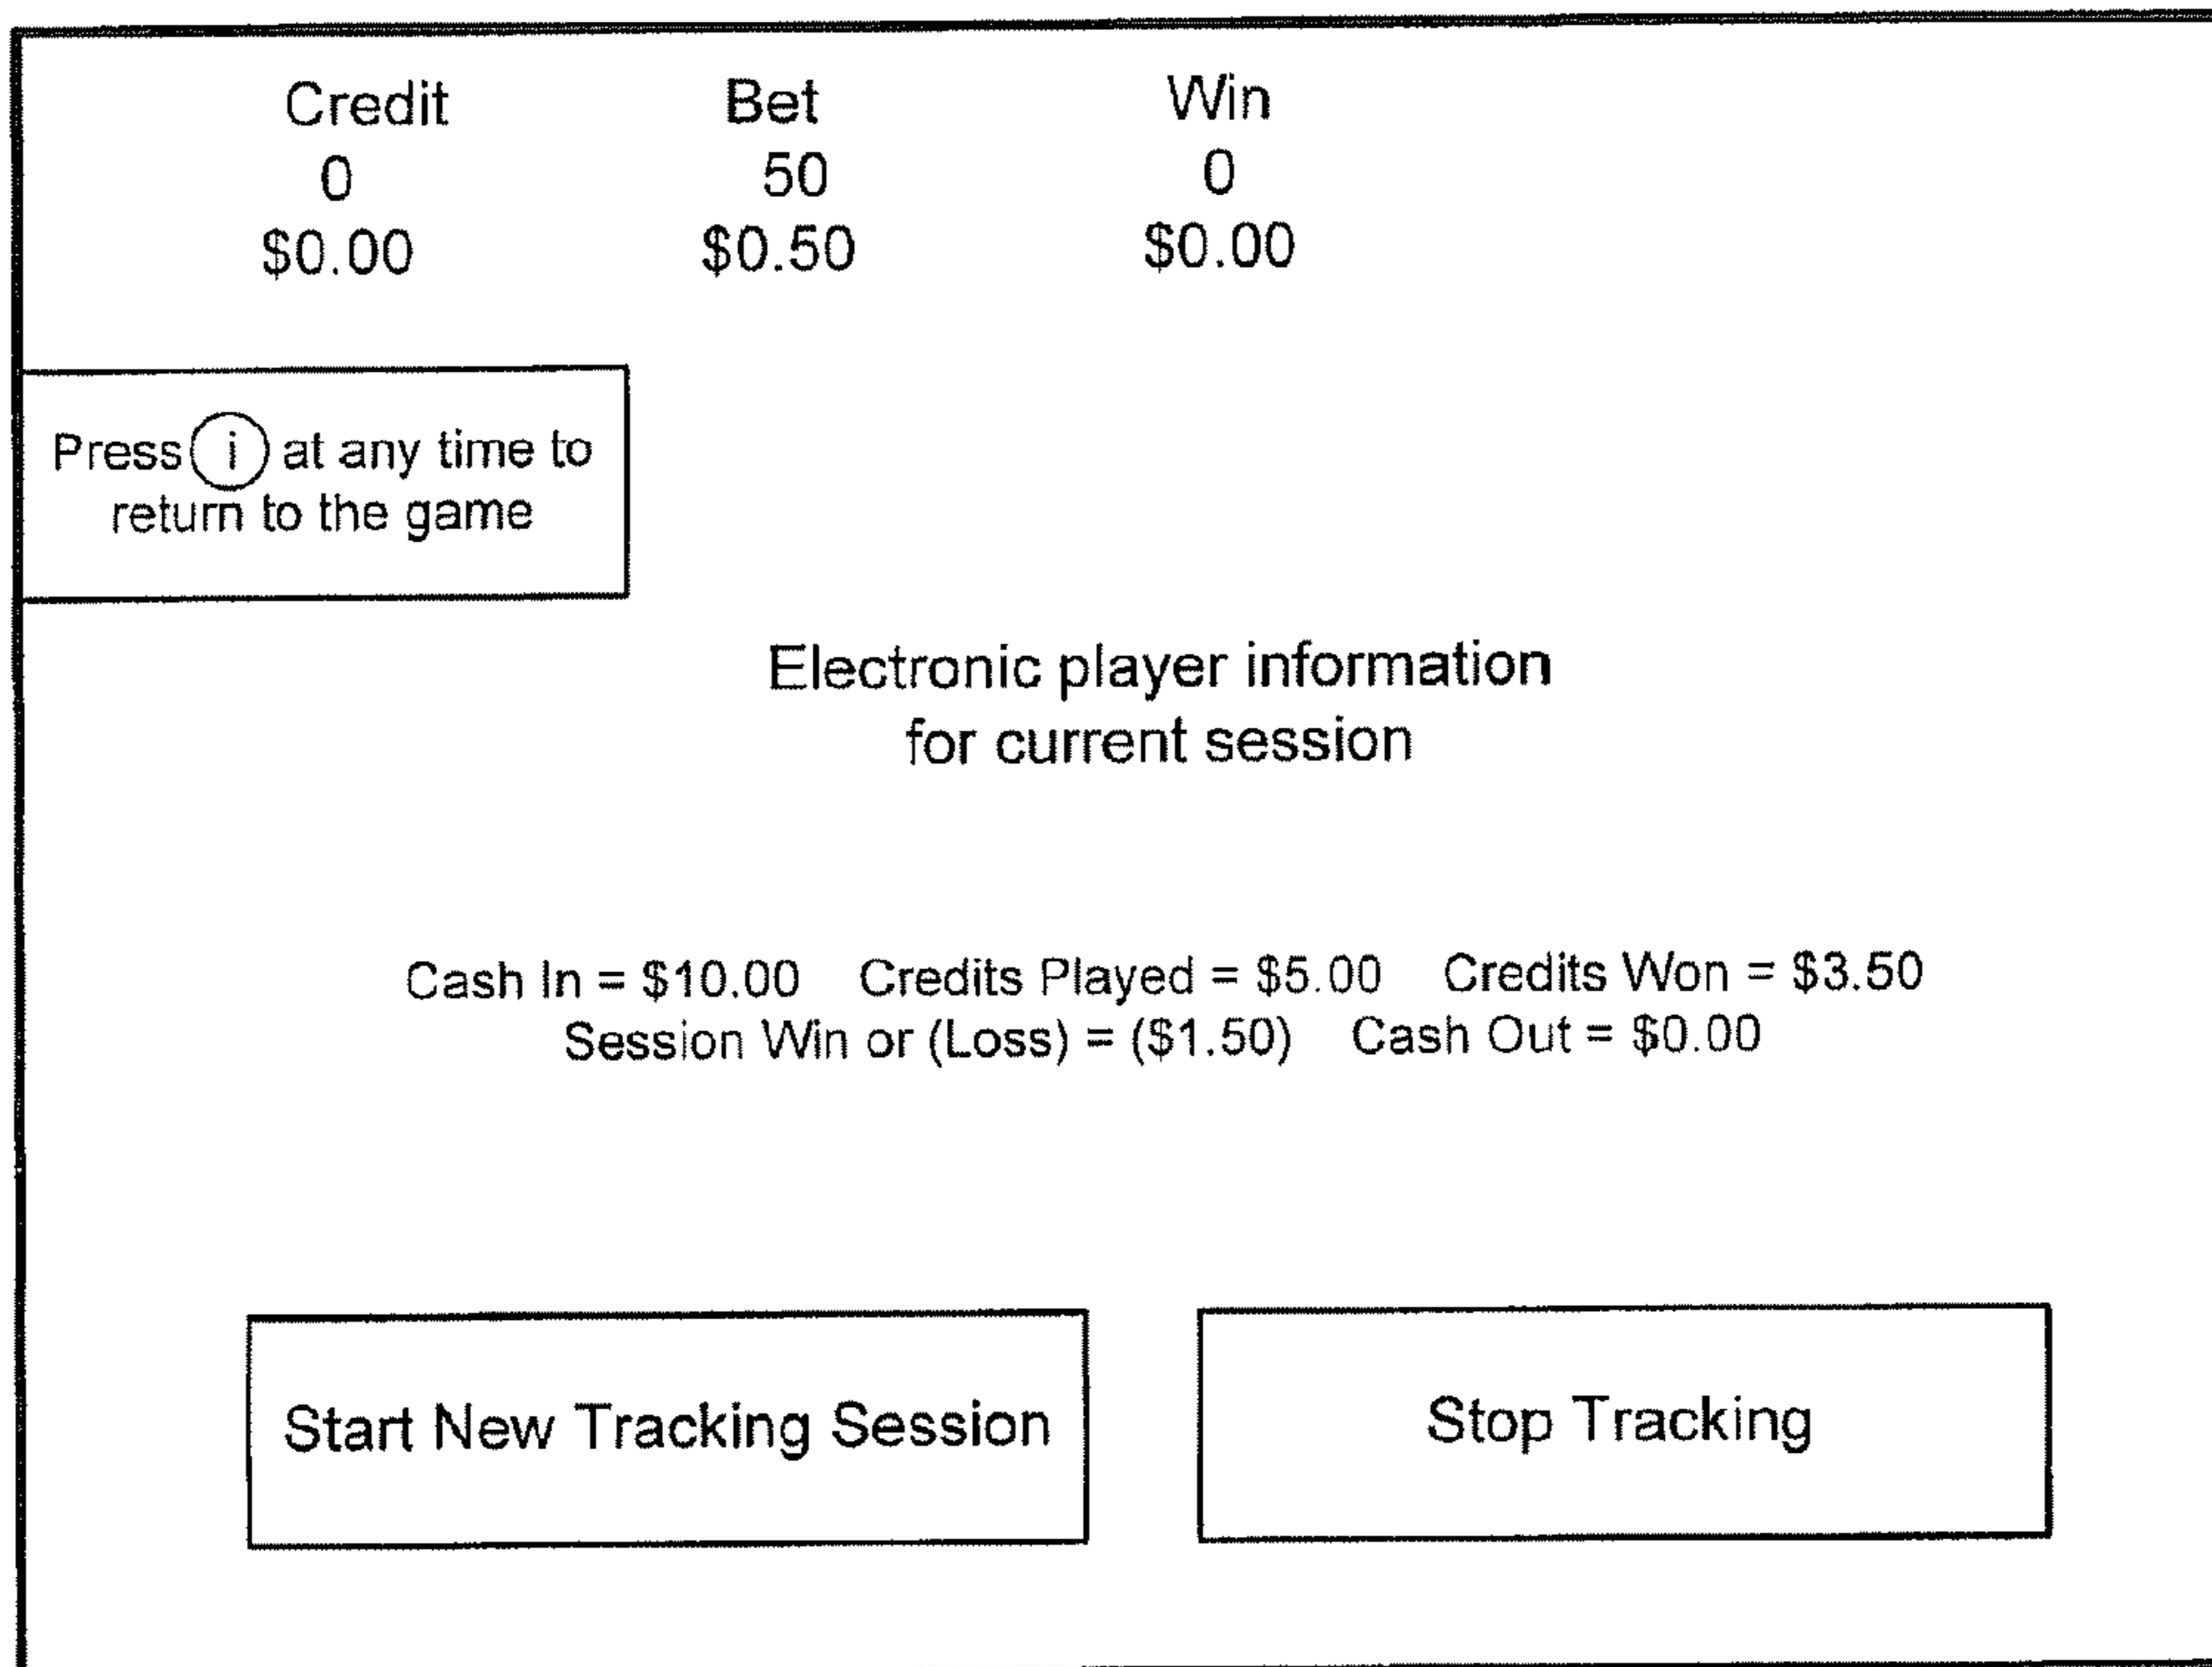 Credit Bet Win
0 50 0
$0.00 $0.50 $0.00
Press i at any time to
return to the game
Electronic player information
for current session
Cash In = $10.00 Credits Played = $5.00 Credits Won = $3.50
Session Win or (Loss) = ($1.50) Cash Out = $0.00
Start New Tracking Session Stop Tracking